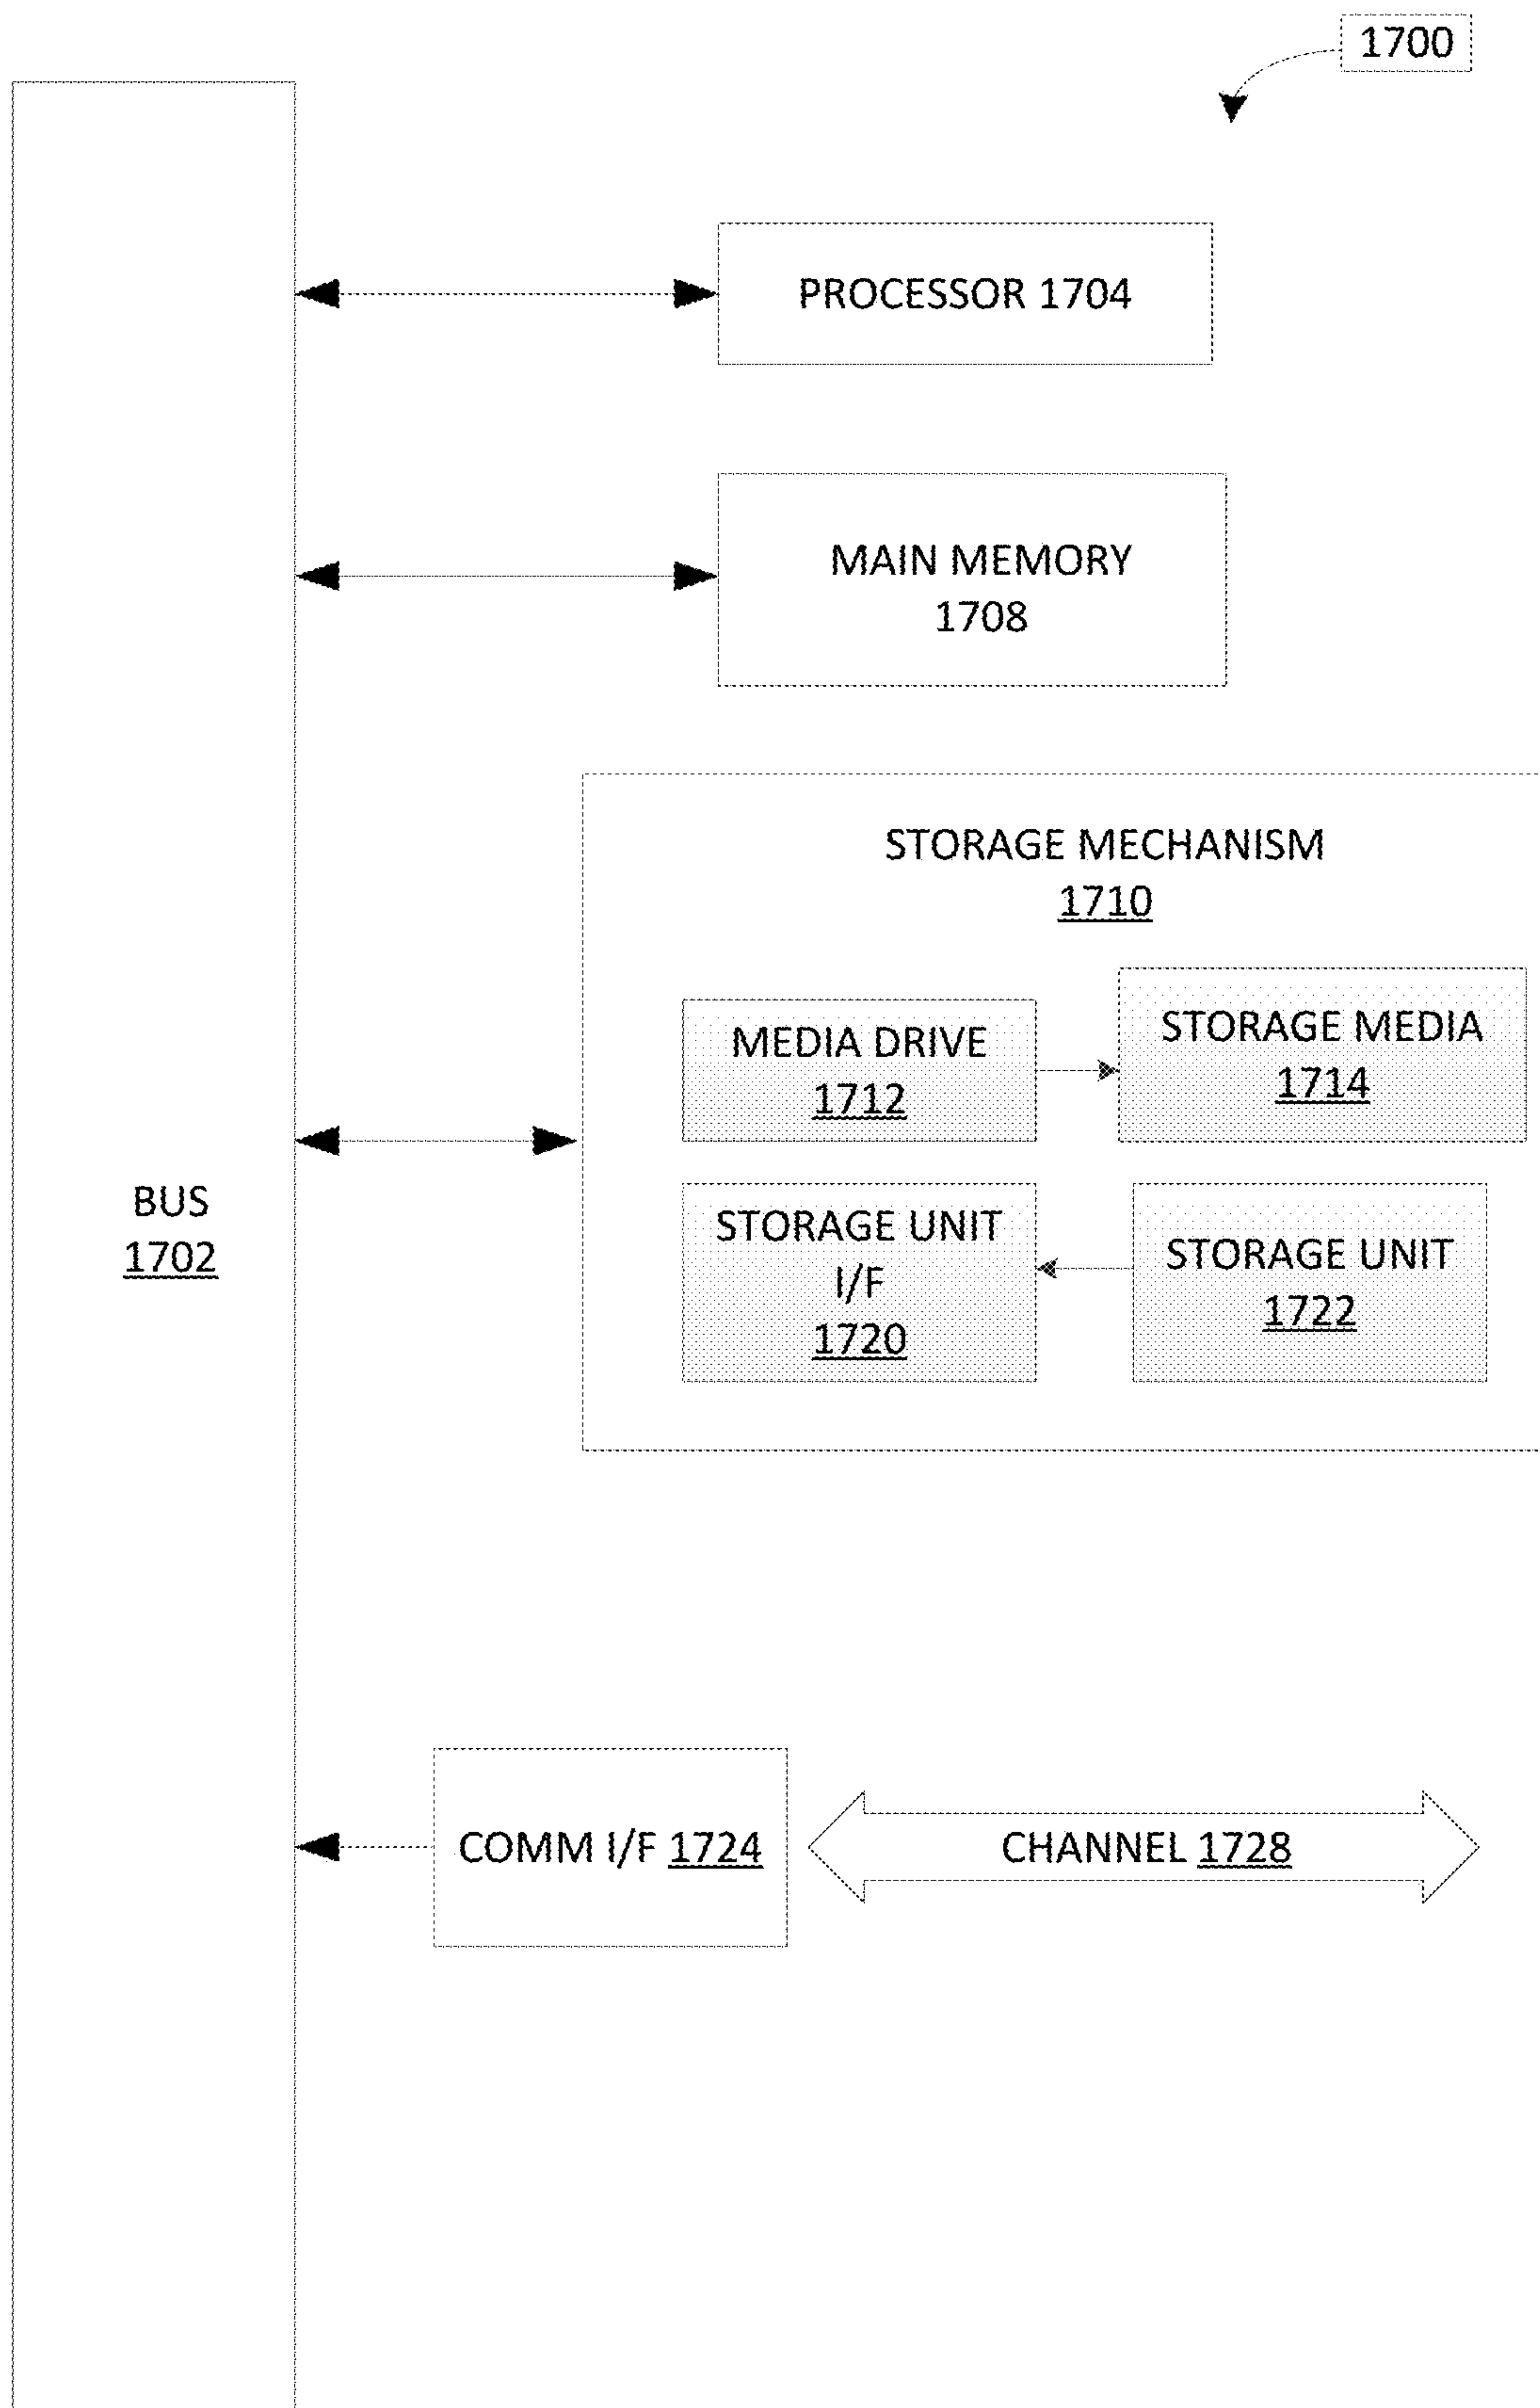 1700
PROCESSOR 1704
MAIN MEMORY
1708
STORAGE MECHANISM
1710
MEDIA DRIVE
1712
STORAGE MEDIA
1714
BUS
1702
STORAGE UNIT
I/F
1720
STORAGE UNIT
1722
COMM I/F 1724
CHANNEL 1728